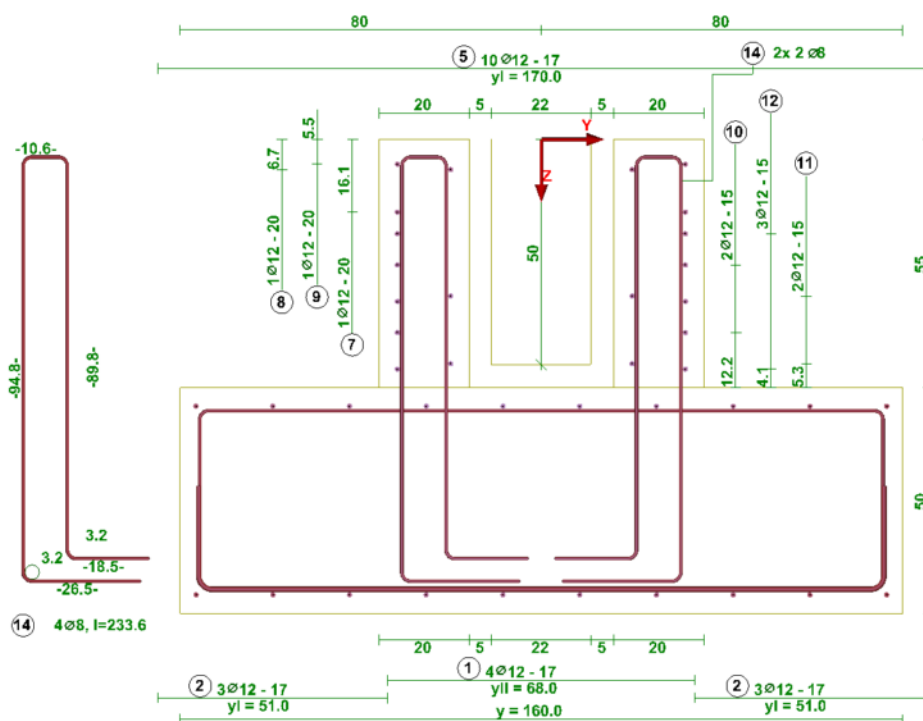 80 80
5 10Ø12 - 17
yl = 170.0
14 2x 2 Ø8
20 5 22 5 20
12
10
11
-10.6-
6.7
5.5
16.1
Y
Z
1Ø12 - 20
8
1Ø12 - 20
9
1Ø12 - 20
7
50
2Ø12 - 15
3Ø12 - 15
2Ø12 - 15
55
-94.8-
-89.8-
12.2
4.1
5.3
50
3.2
3.2
-18.5-
-26.5-
14 4Ø8, l=233.6
20 5 22 5 20
1 4Ø12 - 17
yll = 68.0
2 3Ø12 - 17
yl = 51.0
2 3Ø12 - 17
yl = 51.0
y = 160.0